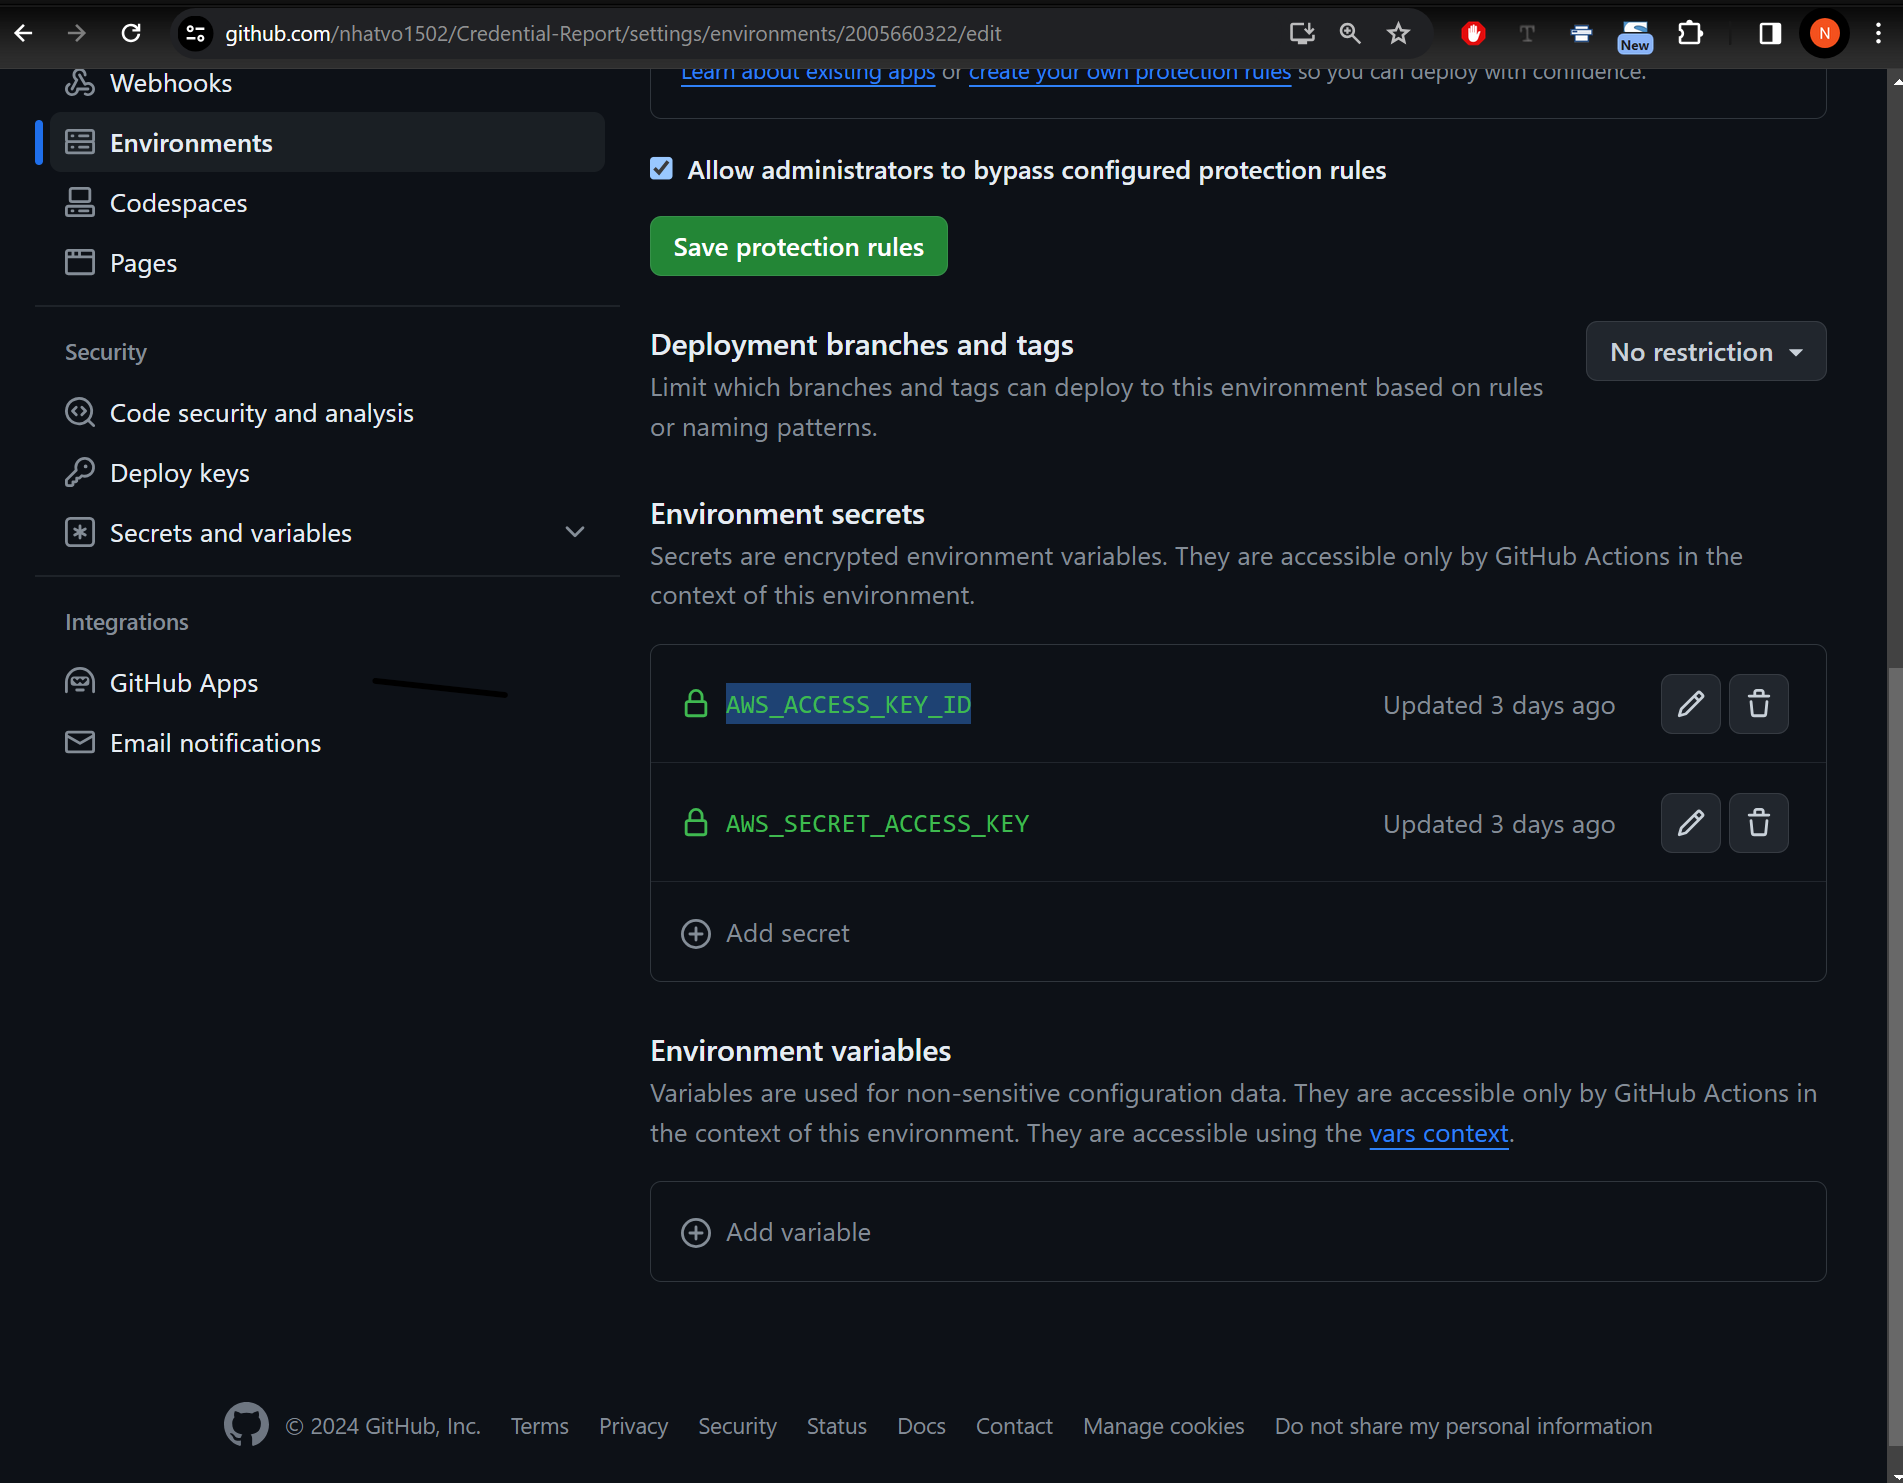 github.com/nhatvo1502/Credential-Report/settings/environments/2005660322/edit
New
N
Webhooks
Environments
Codespaces
Pages
Security
Code security and analysis
Deploy keys
Secrets and variables
Integrations
GitHub Apps
Email notifications
Learn about existing apps or create your own protection rules so you can deploy with confidence.
Allow administrators to bypass configured protection rules
Save protection rules
Deployment branches and tags
No restriction
Limit which branches and tags can deploy to this environment based on rules
or naming patterns.
Environment secrets
Secrets are encrypted environment variables. They are accessible only by GitHub Actions in the
context of this environment.
AWS_ACCESS_KEY_ID Updated 3 days ago
AWS_SECRET_ACCESS_KEY Updated 3 days ago
Add secret
Environment variables
Variables are used for non-sensitive configuration data. They are accessible only by GitHub Actions in
the context of this environment. They are accessible using the vars context.
Add variable
© 2024 GitHub, Inc. Terms Privacy Security Status Docs Contact Manage cookies Do not share my personal information